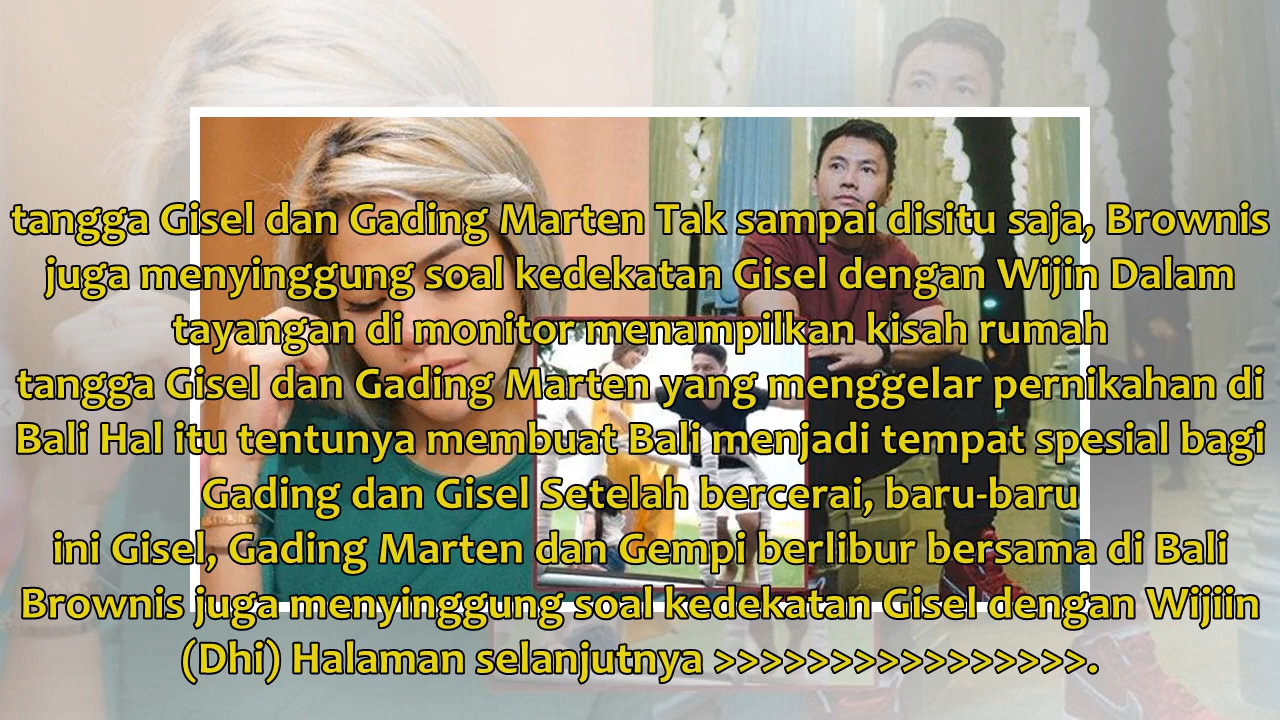 tangga Gisel dan Gading Marten Tak sampai disitu saja, Brownis
juga menyinggung soal kedekatan Gisel dengan Wijin Dalam
tayangan di monitor menampilkan kisah rumah
tangga Gisel dan Gading Marten yang menggelar pernikahan di
Bali Hal itu tentunya membuat Bali menjadi tempat spesial bagi
Gading dan Gisel Setelah bercerai, baru-baru
ini Gisel, Gading Marten dan Gempi berlibur bersama di Bali
Brownis juga menyinggung soal kedekatan Gisel dengan Wijiin
(Dhi) Halaman selanjutnya >>>>>>>>>>>>>>>>.